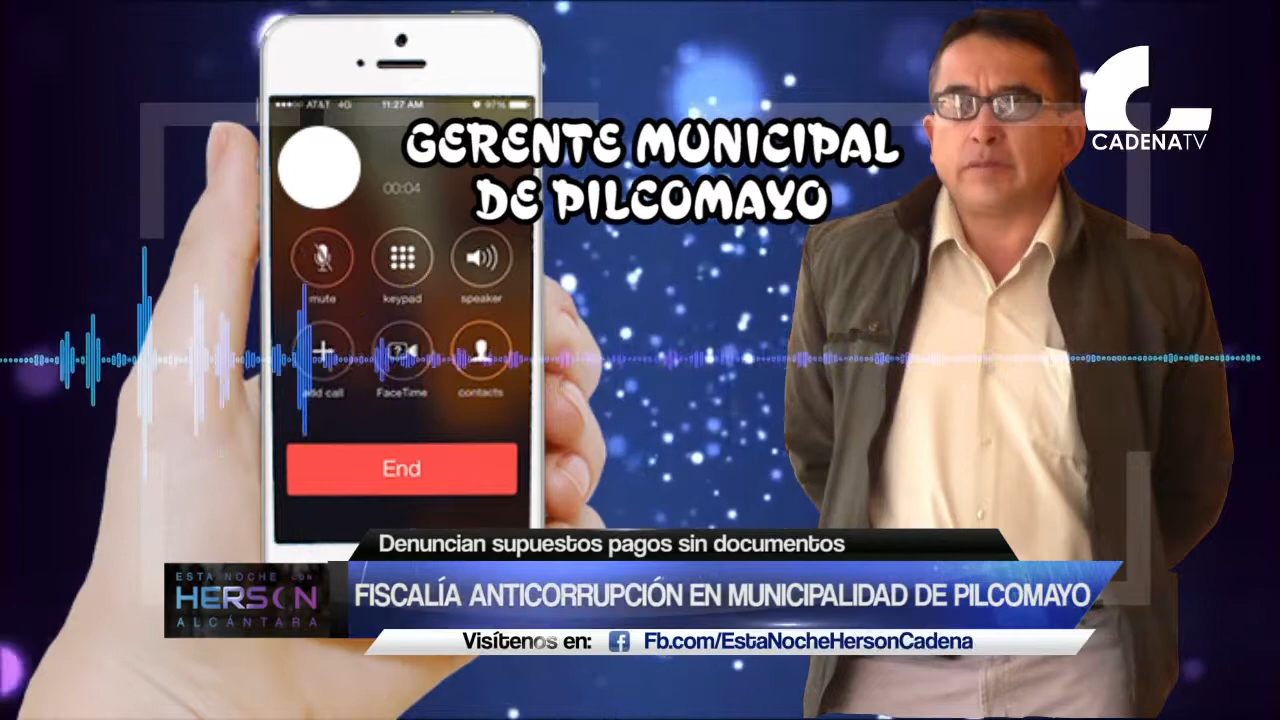 AT&T 4G 11:27 AM 97%
00:04
mute keypad speaker
add call FaceTime contacts
End
GERENTE MUNICIPAL
DE PILCOMAYO
CADENATV
Denuncian supuestos pagos sin documentos
ESTA NOCHE CON
HERSON
ALCÁNTARA
FISCALÍA ANTICORRUPCIÓN EN MUNICIPALIDAD DE PILCOMAYO
Visítenos en: Fb.com/EstaNocheHersonCadena